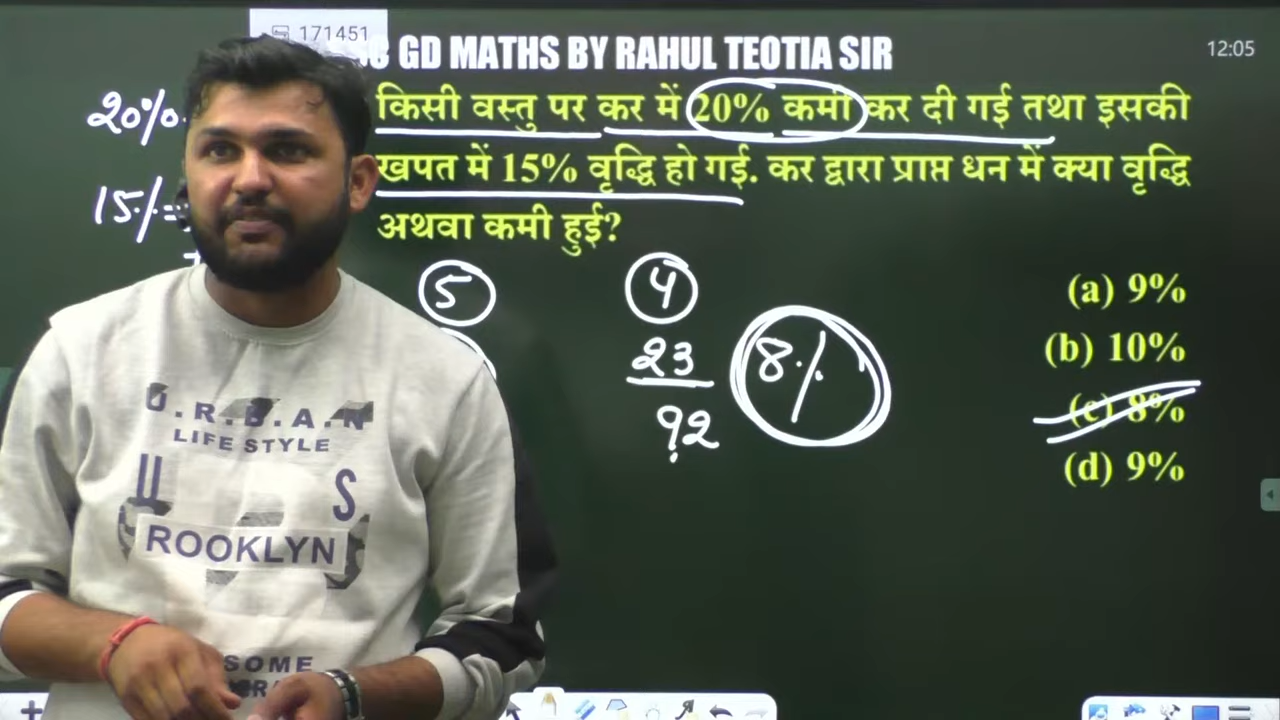 171451
GD MATHS BY RAHUL TEOTIA SIR
12:05
20%
किसी वस्तु पर कर में 20% कमी कर दी गई तथा इसकी
15% =
खपत में 15% वृद्धि हो गई. कर द्वारा प्राप्त धन में क्या वृद्धि
अथवा कमी हुई?
5
4
23
92
8%
(a) 9%
(b) 10%
(c) 8%
(d) 9%
U.R.B.A.N
LIFE STYLE
U S
ROOKLYN
SOME